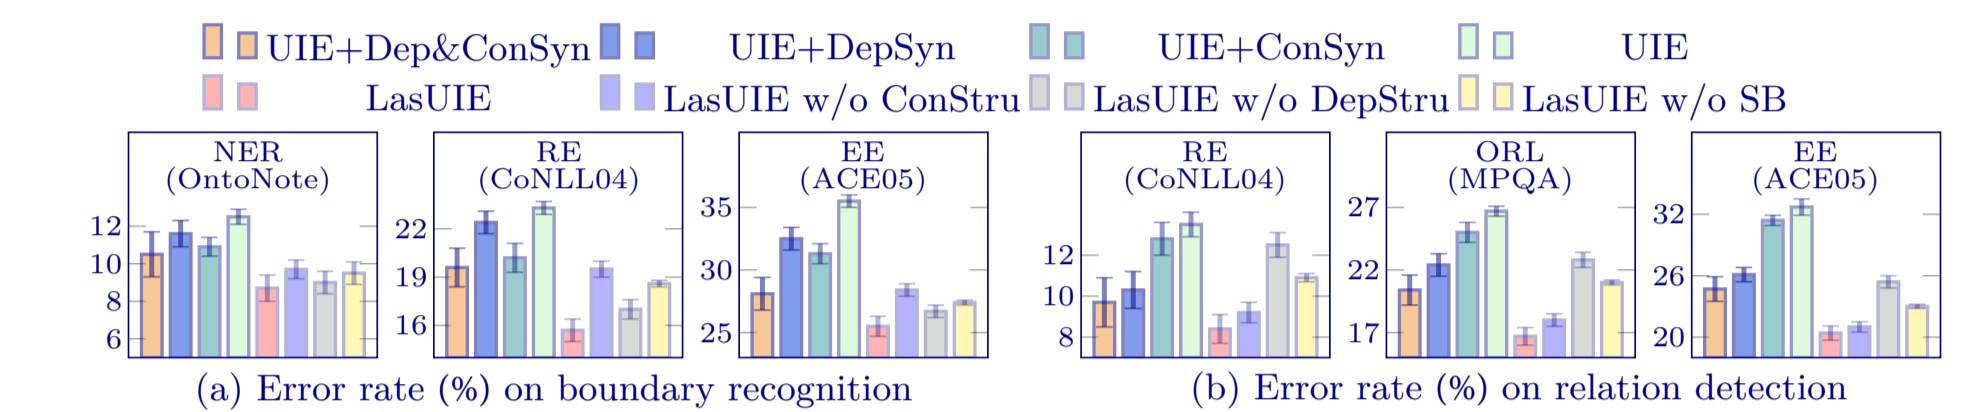 UIE+Dep&ConSyn UIE+DepSyn UIE+ConSyn UIE
LasUIE LasUIE w/o ConStru LasUIE w/o DepStru LasUIE w/o SB
NER
(OntoNote)
12
10
8
6
RE
(CoNLL04)
22
19
16
EE
(ACE05)
35
30
25
(a) Error rate (%) on boundary recognition
RE
(CoNLL04)
12
10
8
ORL
(MPQA)
27
22
17
EE
(ACE05)
32
26
20
(b) Error rate (%) on relation detection